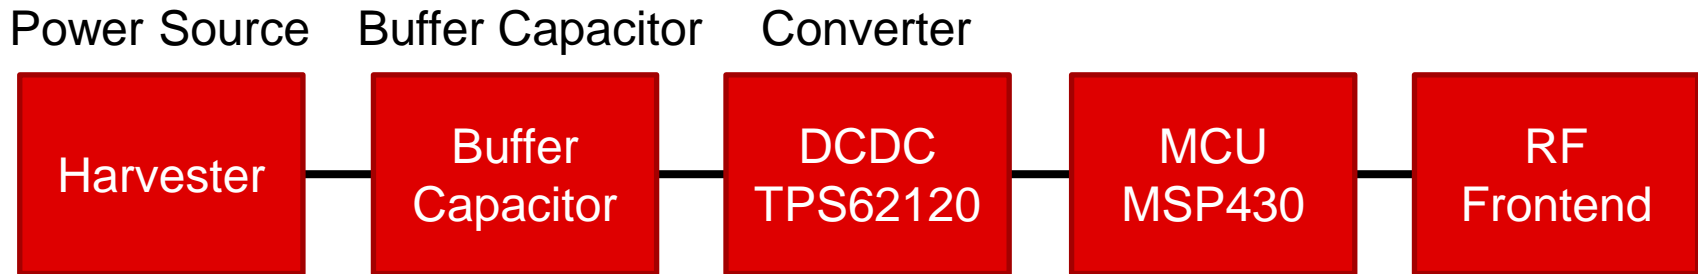 Power Source
Buffer Capacitor
Converter
Harvester
Buffer
Capacitor
DCDC
TPS62120
MCU
MSP430
RF
Frontend